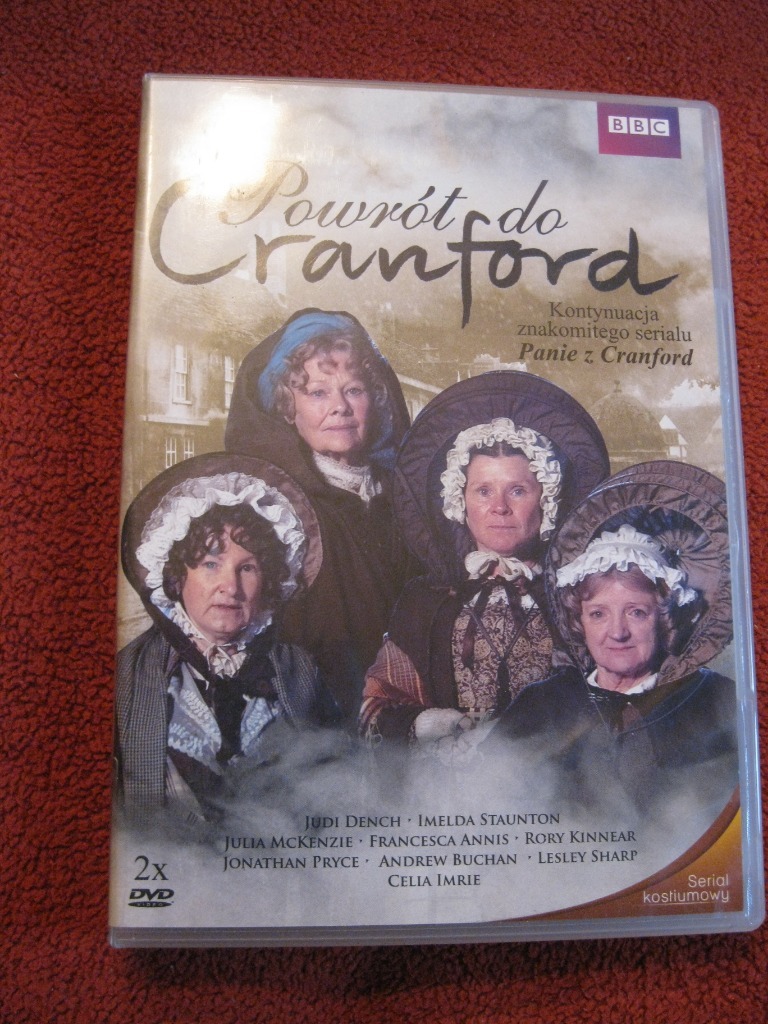 BBC
Powrót do
Cranford
Kontynuacja
znakomitego serialu
Panie z Cranford
JUDI DENCH · IMELDA STAUNTON
JULIA MCKENZIE · FRANCESCA ANNIS · RORY KINNEAR
JONATHAN PRYCE · ANDREW BUCHAN · LESLEY SHARP
CELIA IMRIE
2x
DVD
VIDEO
Serial
kostiumowy